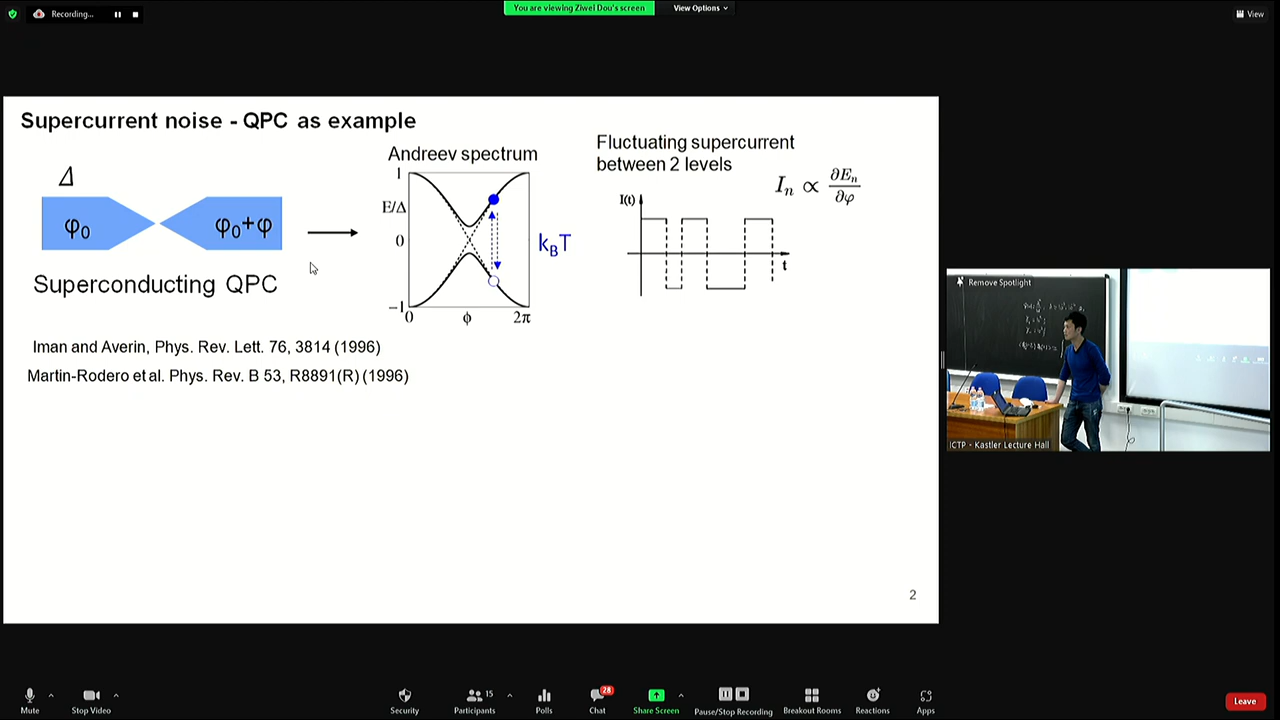 Recording...
You are viewing Ziwei Dou's screen
View Options
View
Supercurrent noise - QPC as example
Δ
φ0
φ0+φ
Superconducting QPC
Andreev spectrum
1
E/Δ
0
−1
0
ϕ
2π
kBT
Fluctuating supercurrent
between 2 levels
In ∝ ∂En/∂φ
I(t)
t
Iman and Averin, Phys. Rev. Lett. 76, 3814 (1996)
Martin-Rodero et al. Phys. Rev. B 53, R8891(R) (1996)
2
Remove Spotlight
ICTP - Kastler Lecture Hall
Mute
Stop Video
Security
Participants
15
Polls
Chat
28
Share Screen
Pause/Stop Recording
Breakout Rooms
Reactions
Apps
Leave